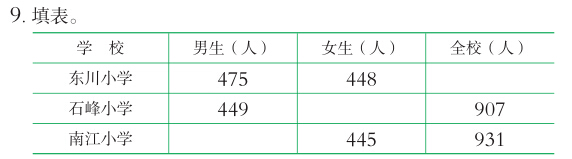 9. 填表。
学 校 男生（人） 女生（人） 全校（人）
东川小学 475 448
石峰小学 449 907
南江小学 445 931